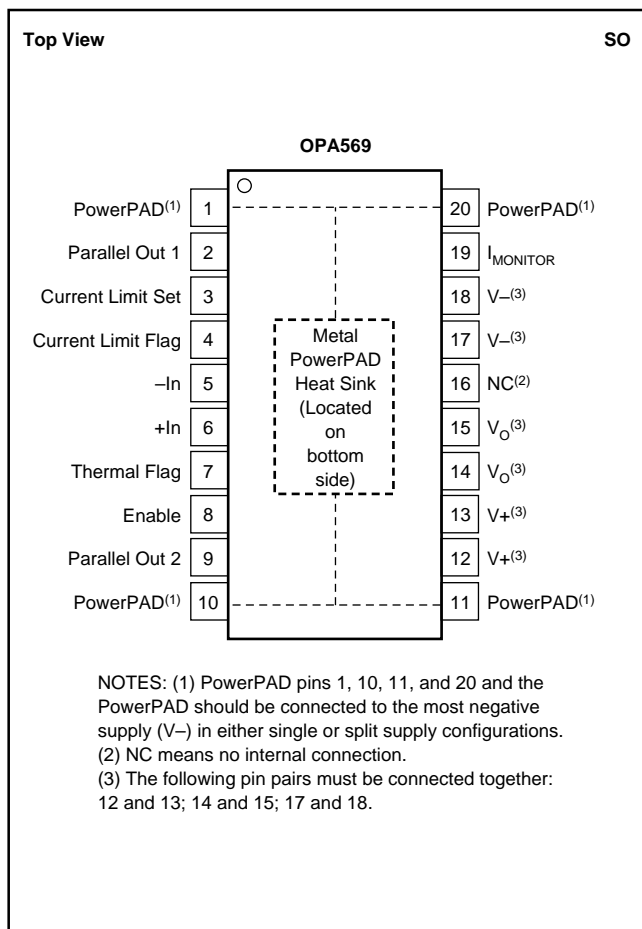 Top View
SO
OPA569
PowerPAD(1) 1
20 PowerPAD(1)
Parallel Out 1 2
19 IMONITOR
Current Limit Set 3
18 V–(3)
Current Limit Flag 4
17 V–(3)
–In 5
16 NC(2)
+In 6
15 VO(3)
Thermal Flag 7
14 VO(3)
Enable 8
13 V+(3)
Parallel Out 2 9
12 V+(3)
PowerPAD(1) 10
11 PowerPAD(1)
Metal
PowerPAD
Heat Sink
(Located
on
bottom
side)
NOTES: (1) PowerPAD pins 1, 10, 11, and 20 and the
PowerPAD should be connected to the most negative
supply (V–) in either single or split supply configurations.
(2) NC means no internal connection.
(3) The following pin pairs must be connected together:
12 and 13; 14 and 15; 17 and 18.